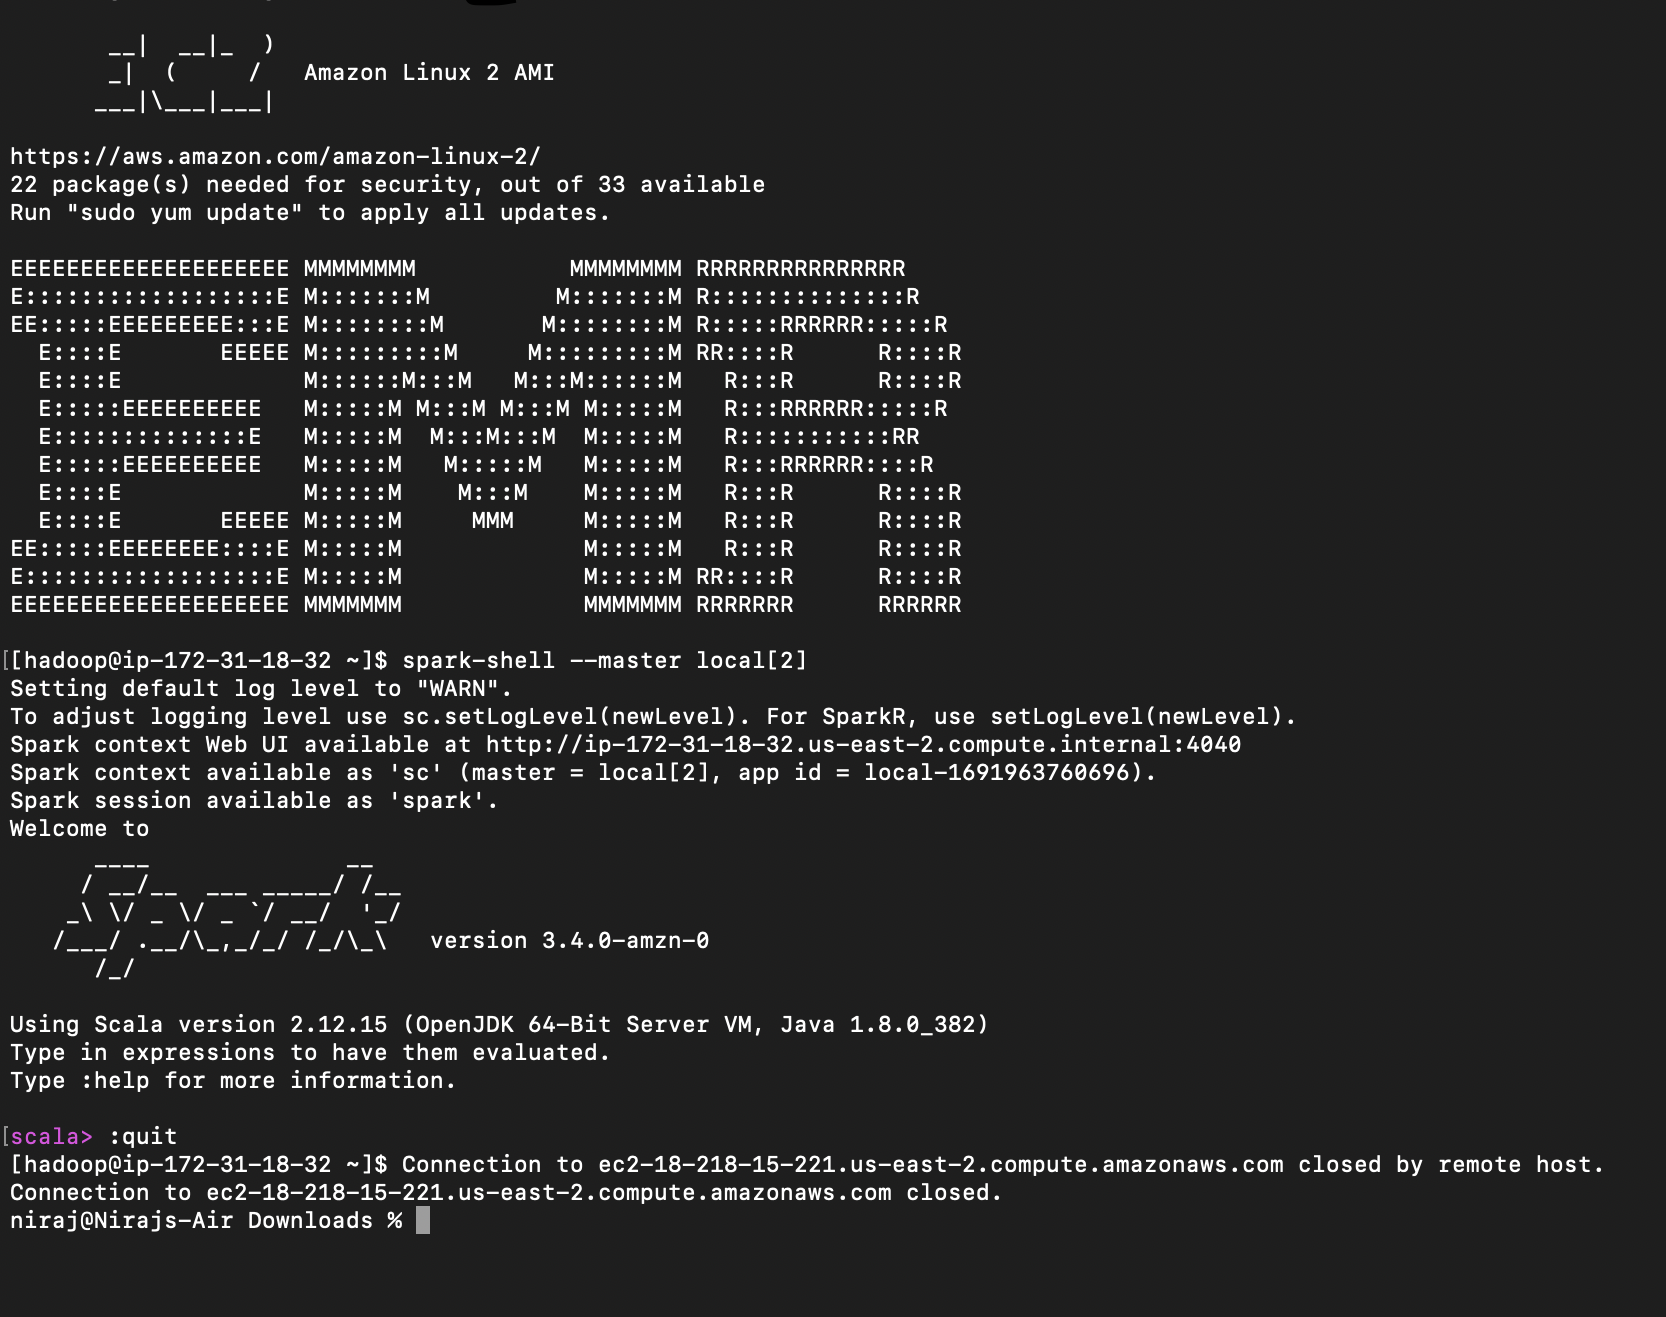 __|  __|_  )
       _|  (     /   Amazon Linux 2 AMI
      ___|\___|___|
https://aws.amazon.com/amazon-linux-2/
22 package(s) needed for security, out of 33 available
Run "sudo yum update" to apply all updates.
EEEEEEEEEEEEEEEEEEEE MMMMMMMM           MMMMMMMM RRRRRRRRRRRRRRR
E::::::::::::::::::E M:::::::M         M:::::::M R::::::::::::::R
EE:::::EEEEEEEEE:::E M::::::::M       M::::::::M R:::::RRRRRR:::::R
  E::::E       EEEEE M:::::::::M     M:::::::::M RR::::R      R::::R
  E::::E             M::::::M:::M   M:::M::::::M   R:::R      R::::R
  E:::::EEEEEEEEEE   M:::::M M:::M M:::M M:::::M   R:::RRRRRR:::::R
  E::::::::::::::E   M:::::M  M:::M:::M  M:::::M   R:::::::::::RR
  E:::::EEEEEEEEEE   M:::::M   M:::::M   M:::::M   R:::RRRRRR::::R
  E::::E             M:::::M    M:::M    M:::::M   R:::R      R::::R
  E::::E       EEEEE M:::::M     MMM     M:::::M   R:::R      R::::R
EE:::::EEEEEEEE::::E M:::::M             M:::::M   R:::R      R::::R
E::::::::::::::::::E M:::::M             M:::::M RR::::R      R::::R
EEEEEEEEEEEEEEEEEEEE MMMMMMM             MMMMMMM RRRRRRR      RRRRRR
[[hadoop@ip-172-31-18-32 ~]$ spark-shell --master local[2]
Setting default log level to "WARN".
To adjust logging level use sc.setLogLevel(newLevel). For SparkR, use setLogLevel(newLevel).
Spark context Web UI available at http://ip-172-31-18-32.us-east-2.compute.internal:4040
Spark context available as 'sc' (master = local[2], app id = local-1691963760696).
Spark session available as 'spark'.
Welcome to
      ____              __
     / __/__  ___ _____/ /__
    _\ \/ _ \/ _ `/ __/  '_/
   /___/ .__/\_,_/_/ /_/\_\   version 3.4.0-amzn-0
      /_/
Using Scala version 2.12.15 (OpenJDK 64-Bit Server VM, Java 1.8.0_382)
Type in expressions to have them evaluated.
Type :help for more information.
[scala> :quit
[hadoop@ip-172-31-18-32 ~]$ Connection to ec2-18-218-15-221.us-east-2.compute.amazonaws.com closed by remote host.
Connection to ec2-18-218-15-221.us-east-2.compute.amazonaws.com closed.
niraj@Nirajs-Air Downloads %